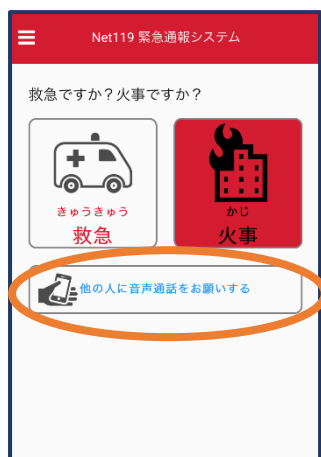 Net119 緊急通報システム
救急ですか？火事ですか？
きゅうきゅう
救急
かじ
火事
他の人に音声通話をお願いする